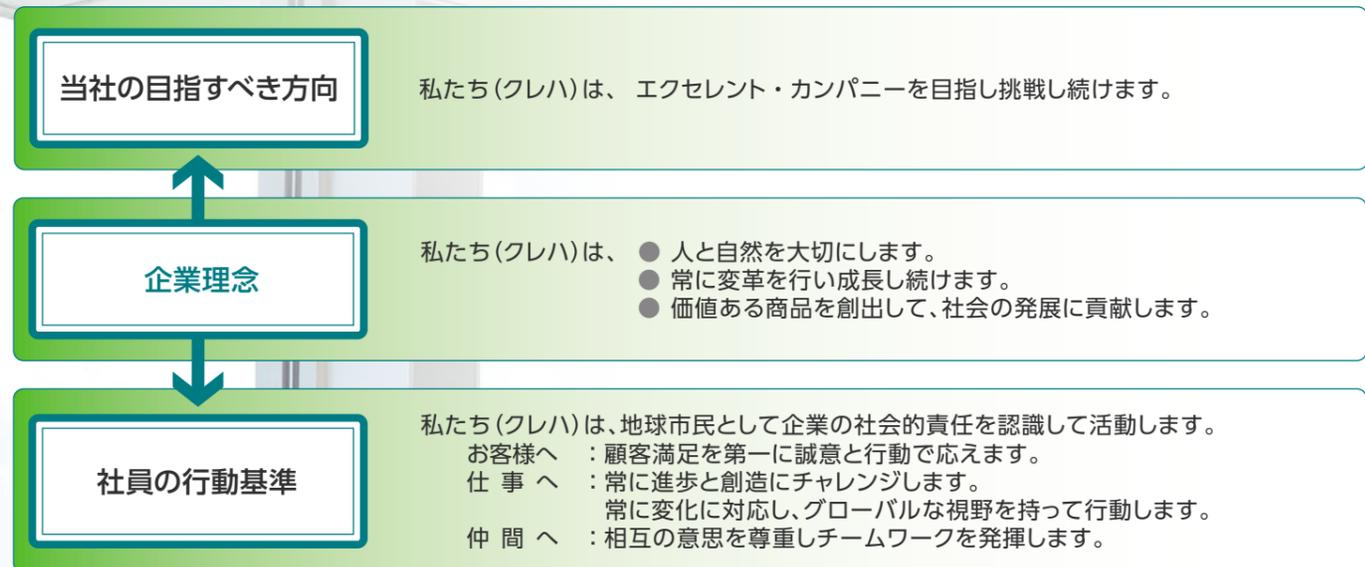 当社の目指すべき方向
私たち(クレハ)は、 エクセレント・カンパニーを目指し挑戦し続けます。
企業理念
私たち(クレハ)は、 ● 人と自然を大切にします。
● 常に変革を行い成長し続けます。
● 価値ある商品を創出して、社会の発展に貢献します。
社員の行動基準
私たち(クレハ)は、地球市民として企業の社会的責任を認識して活動します。
お客様へ :顧客満足を第一に誠意と行動で応えます。
仕 事 へ :常に進歩と創造にチャレンジします。
常に変化に対応し、グローバルな視野を持って行動します。
仲 間 へ :相互の意思を尊重しチームワークを発揮します。